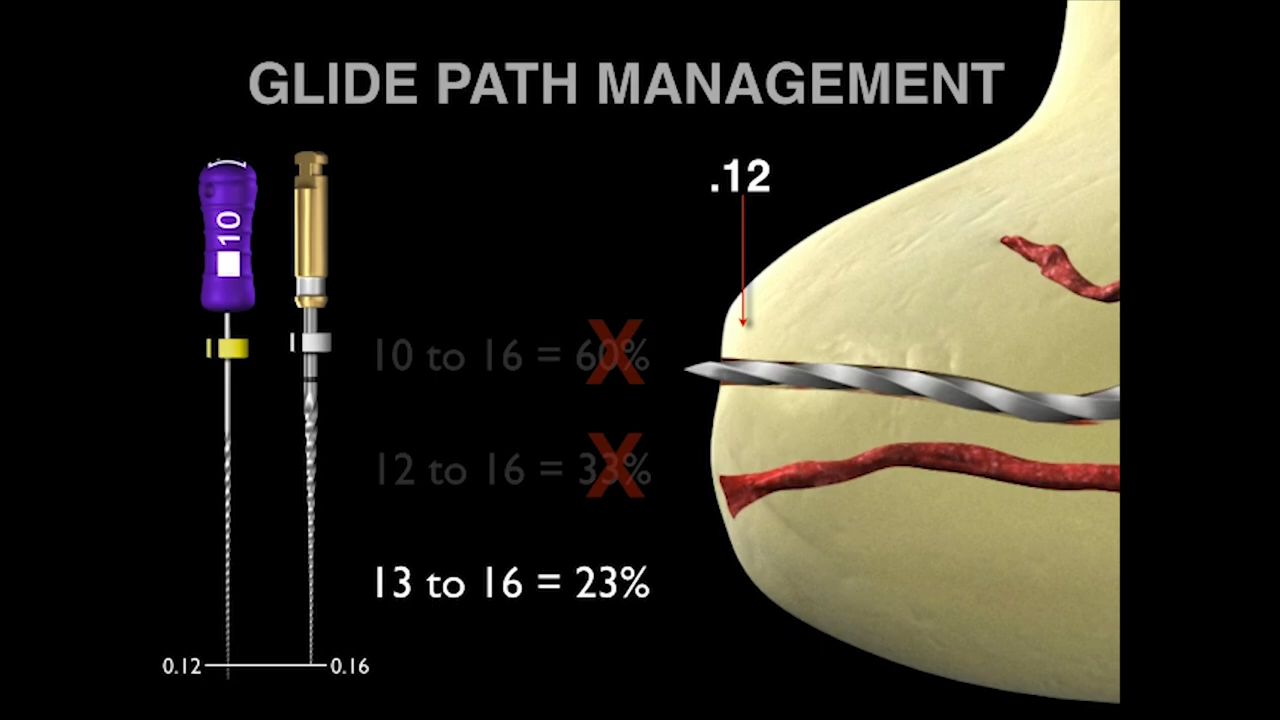 GLIDE PATH MANAGEMENT
10
.12
10 to 16 = 60%
X
12 to 16 = 33%
X
13 to 16 = 23%
0.12
0.16